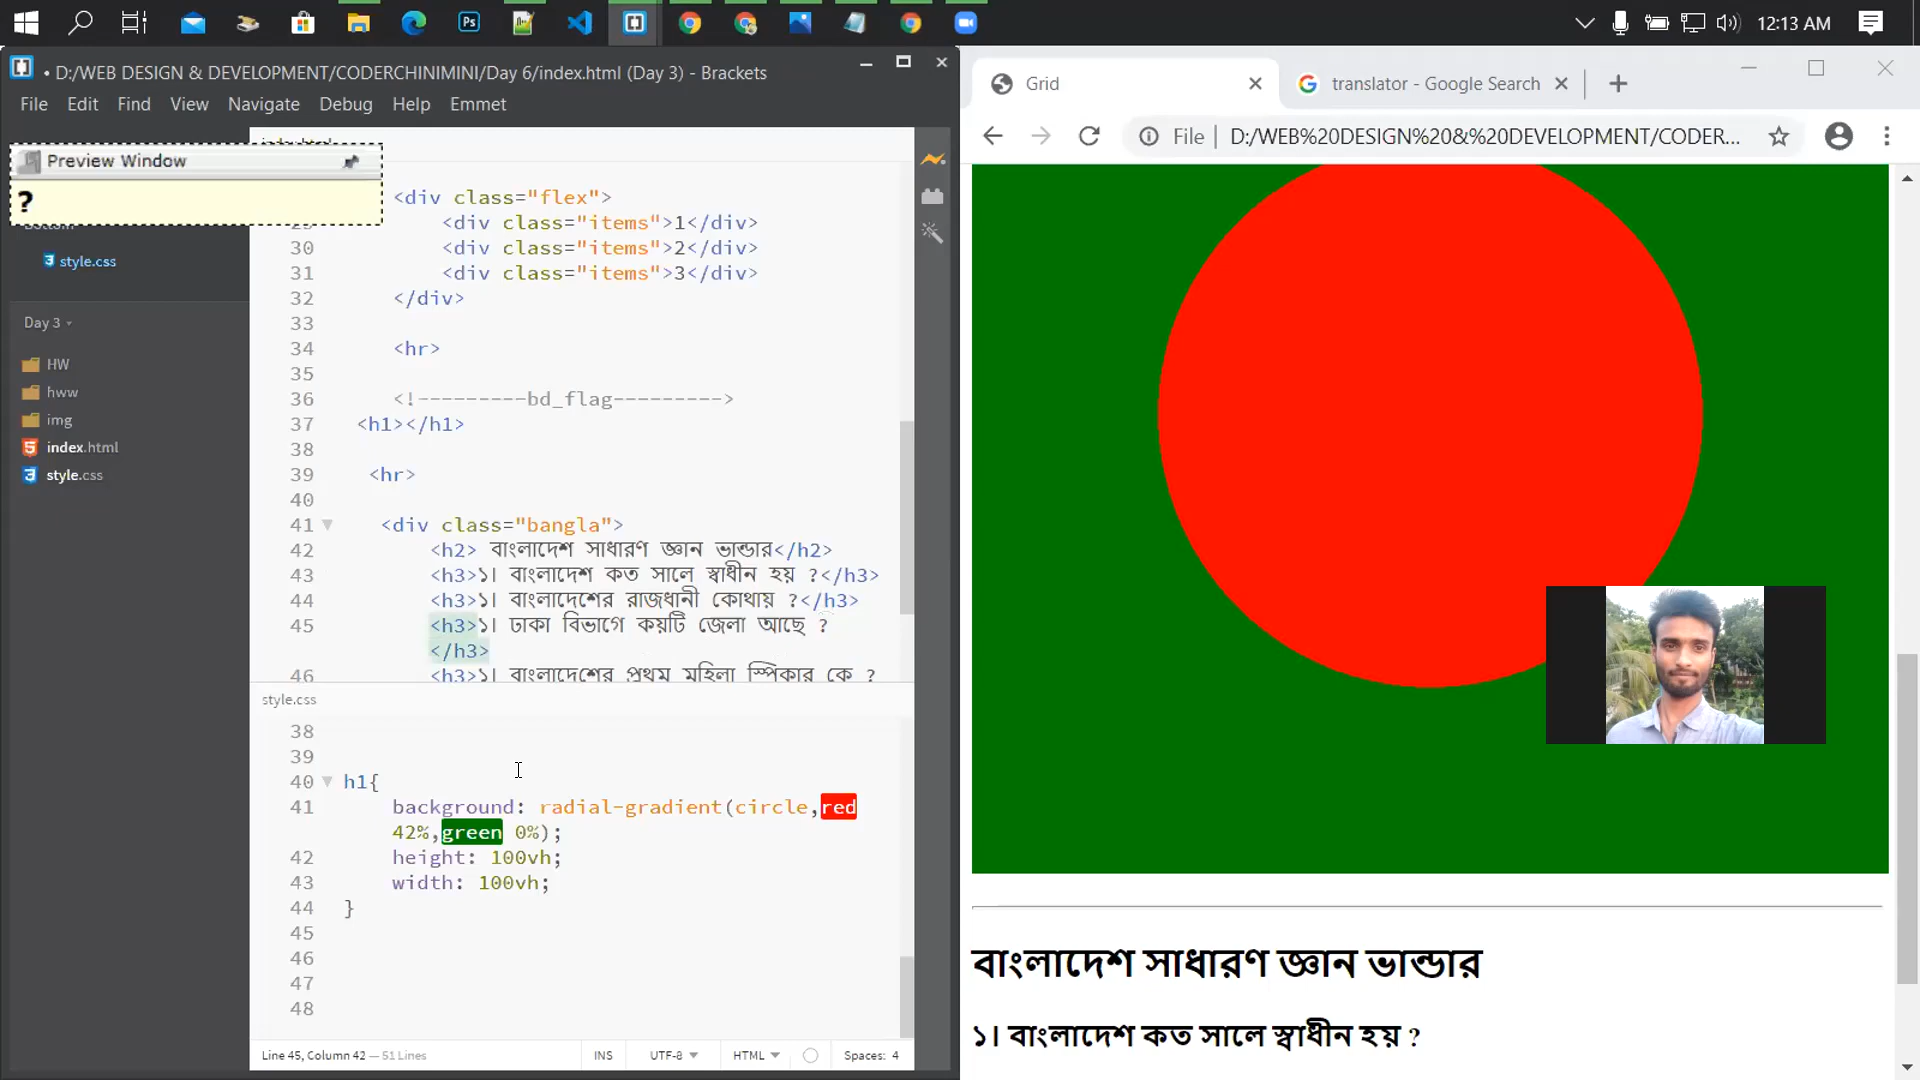 12:13 AM
• D:/WEB DESIGN & DEVELOPMENT/CODERCHINIMINI/Day 6/index.html (Day 3) - Brackets
File Edit Find View Navigate Debug Help Emmet
Preview Window
?
style.css
Day 3
HW
hww
img
index.html
style.css
<div class="flex">
<div class="items">1</div>
30 <div class="items">2</div>
31 <div class="items">3</div>
32 </div>
33
34 <hr>
35
36 <!---------bd_flag--------->
37 <h1></h1>
38
39 <hr>
40
41 <div class="bangla">
42 <h2> বাংলাদেশ সাধারণ জ্ঞান ভান্ডার</h2>
43 <h3>১। বাংলাদেশ কত সালে স্বাধীন হয় ?</h3>
44 <h3>১। বাংলাদেশের রাজধানী কোথায় ?</h3>
45 <h3>১। ঢাকা বিভাগে কয়টি জেলা আছে ?
</h3>
46 <h3>১। বাংলাদেশের প্রথম মহিলা স্পিকার কে ?
style.css
38
39
40 h1{
41 background: radial-gradient(circle,red
42%,green 0%);
42 height: 100vh;
43 width: 100vh;
44 }
45
46
47
48
Line 45, Column 42 — 51 Lines INS UTF-8 HTML Spaces: 4
Grid
translator - Google Search
File D:/WEB%20DESIGN%20&%20DEVELOPMENT/CODER...
বাংলাদেশ সাধারণ জ্ঞান ভান্ডার
১। বাংলাদেশ কত সালে স্বাধীন হয় ?